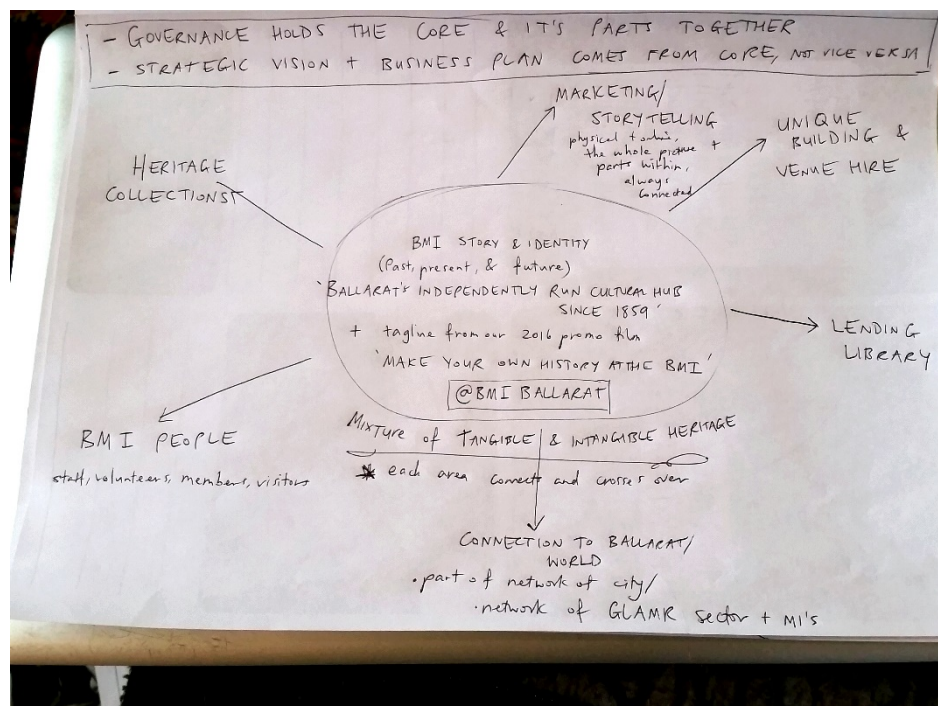 - GOVERNANCE HOLDS THE CORE & IT'S PARTS TOGETHER
- STRATEGIC VISION + BUSINESS PLAN COMES FROM CORE, NOT VICE VERSA
MARKETING/
STORYTELLING
physical + online,
the whole picture +
parts within,
always
connected
UNIQUE
BUILDING &
VENUE HIRE
HERITAGE
COLLECTIONS
BMI STORY & IDENTITY
(Past, present, & future)
'BALLARAT'S INDEPENDENTLY RUN CULTURAL HUB
SINCE 1859'
+ tagline from our 2016 promo film
'MAKE YOUR OWN HISTORY AT THE BMI'
@BMI BALLARAT
LENDING
LIBRARY
BMI PEOPLE
staff, volunteers, members, visitors
MIXTURE of TANGIBLE & INTANGIBLE HERITAGE
* each area connects and crosses over
CONNECTION TO BALLARAT/
WORLD
• part of network of city/
• network of GLAMR sector + MI's